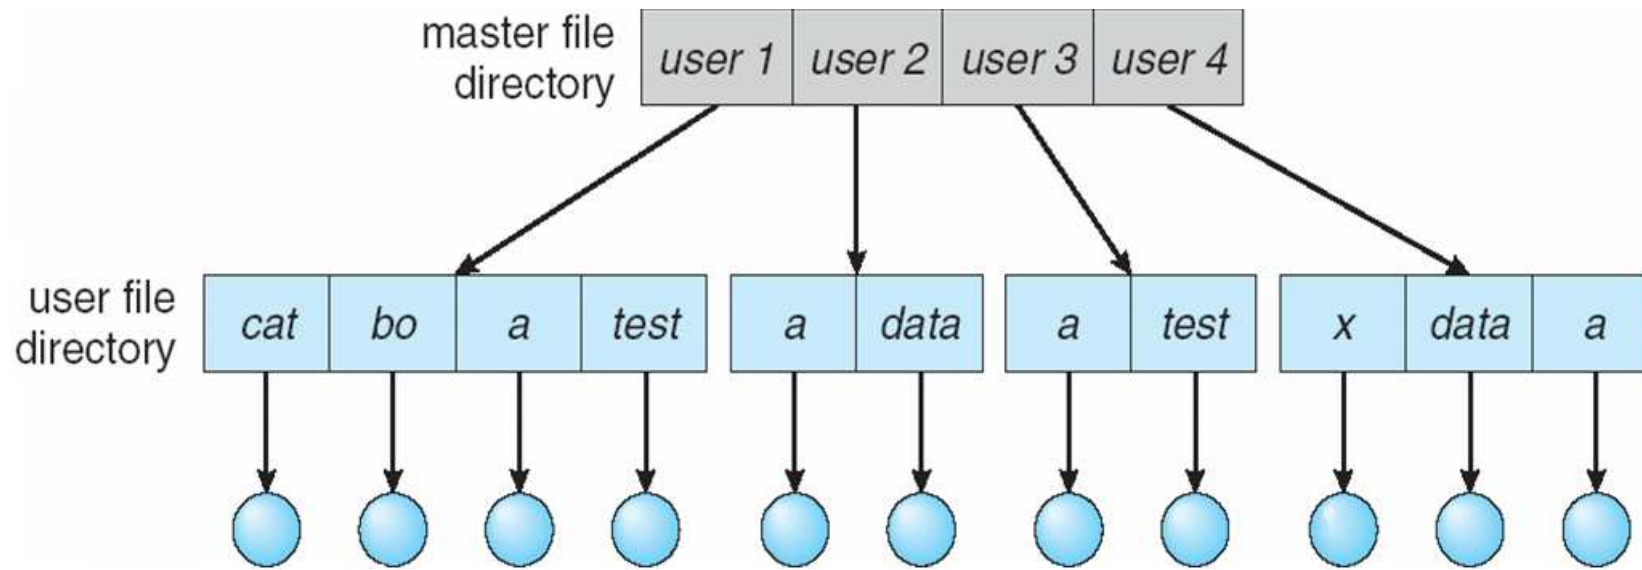 master file
directory
user 1 user 2 user 3 user 4
user file
directory
cat bo a test a data a test x data a